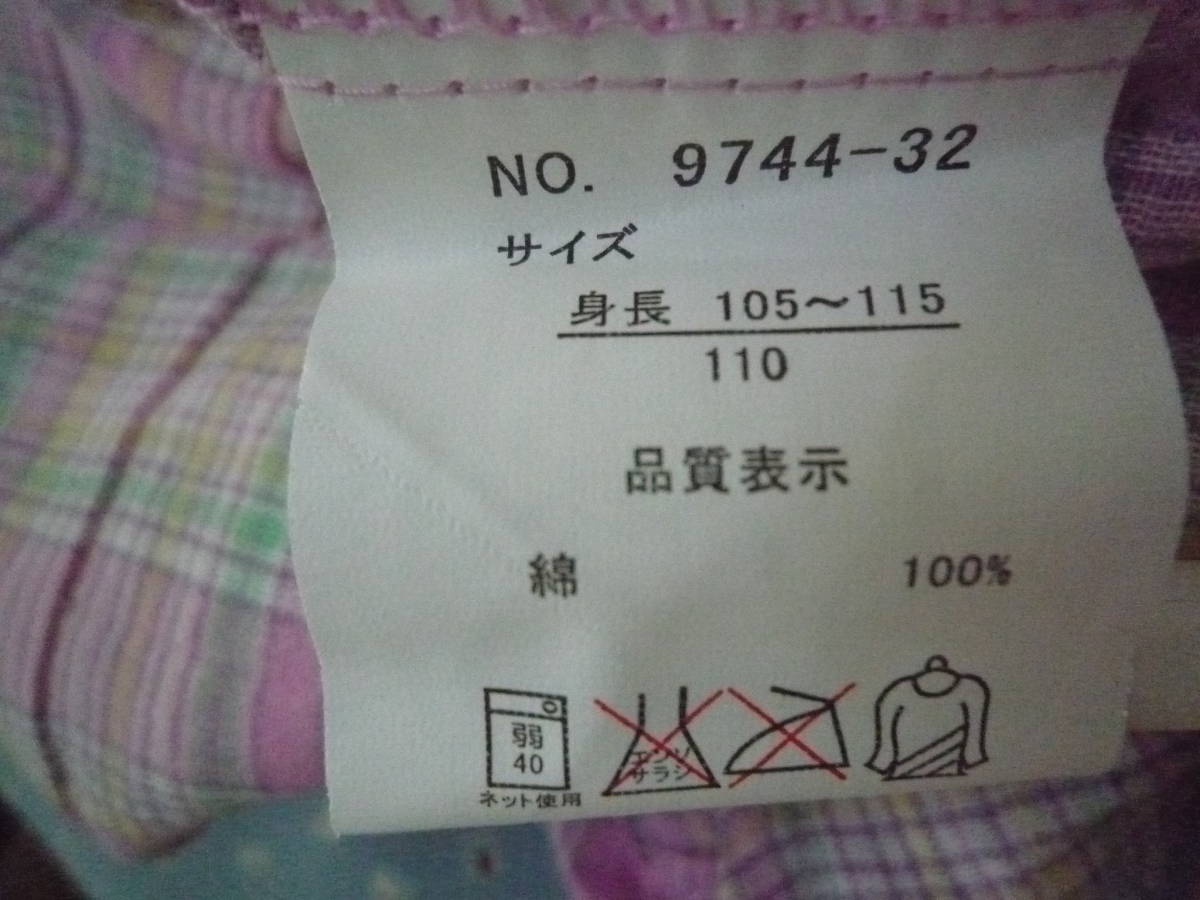 NO. 9744-32
サイズ
身長 105〜115
110
品質表示
綿 100%
弱
40
ネット使用
エンソ
サラシ